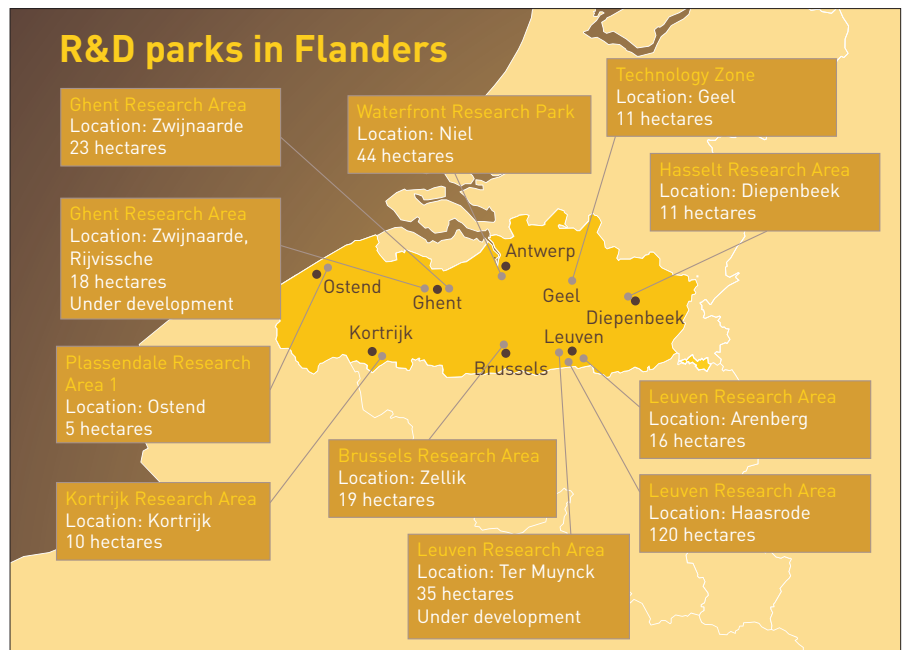 R&D parks in Flanders
Ghent Research Area
Location: Zwijnaarde
23 hectares
Waterfront Research Park
Location: Niel
44 hectares
Technology Zone
Location: Geel
11 hectares
Hasselt Research Area
Location: Diepenbeek
11 hectares
Ghent Research Area
Location: Zwijnaarde,
Rijvissche
18 hectares
Under development
Antwerp
Ostend
Ghent
Geel
Diepenbeek
Kortrijk
Leuven
Brussels
Plassendale Research
Area 1
Location: Ostend
5 hectares
Leuven Research Area
Location: Arenberg
16 hectares
Brussels Research Area
Location: Zellik
19 hectares
Kortrijk Research Area
Location: Kortrijk
10 hectares
Leuven Research Area
Location: Haasrode
120 hectares
Leuven Research Area
Location: Ter Muynck
35 hectares
Under development